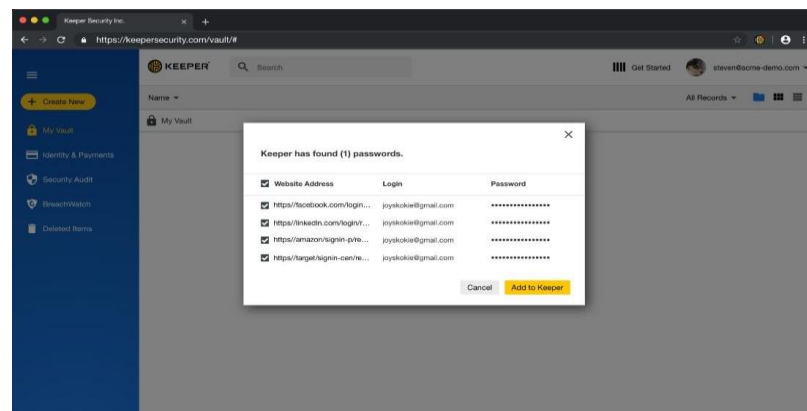 Keeper Security Inc.
https://keepersecurity.com/vault/#
KEEPER Search Get Started steven@acme-demo.com
+ Create New Name All Records
My Vault My Vault
Identity & Payments
Security Audit
BreachWatch
Deleted Items
Keeper has found (1) passwords.
Website Address Login Password
https//facebook.com/login... joyskokie@gmail.com ••••••••••••••••
https//linkedin.com/login/r... joyskokie@gmail.com ••••••••••••••••
https//amazon/signin-p/re... joyskokie@gmail.com ••••••••••••••••
https//target/signin-cen/re... joyskokie@gmail.com ••••••••••••••••
Cancel Add to Keeper